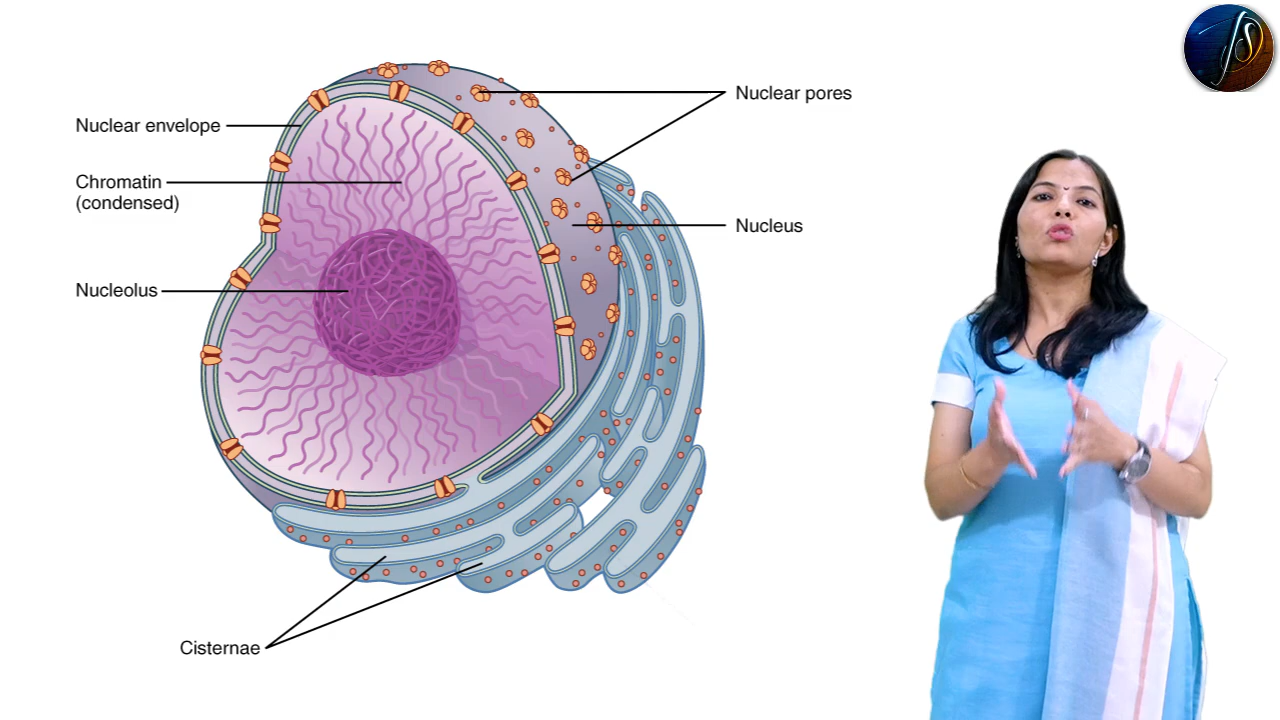 Nuclear envelope
Chromatin
(condensed)
Nucleolus
Nuclear pores
Nucleus
Cisternae